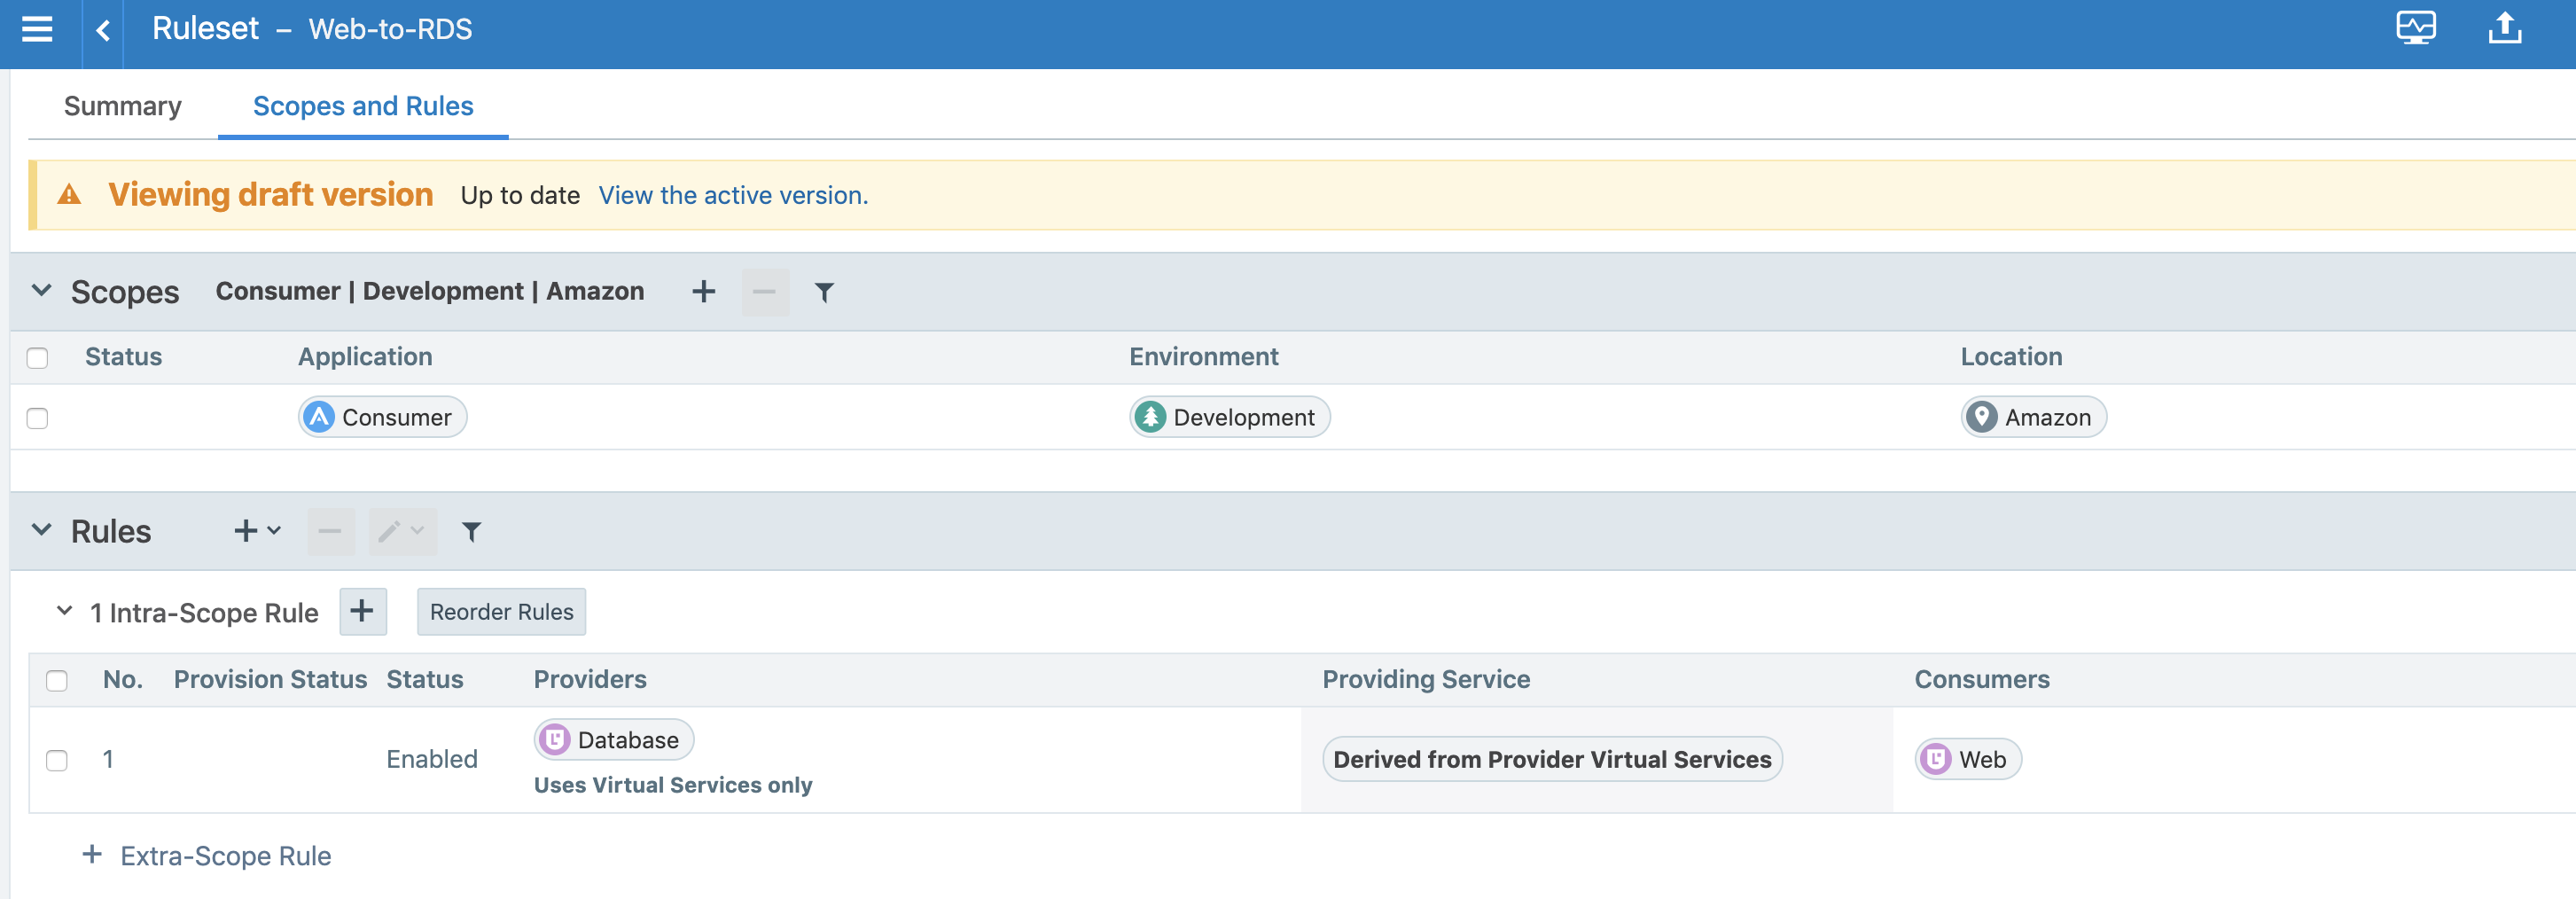 Ruleset – Web-to-RDS
Summary Scopes and Rules
Viewing draft version Up to date View the active version.
Scopes Consumer | Development | Amazon
Status Application Environment Location
Consumer Development Amazon
Rules
1 Intra-Scope Rule Reorder Rules
No. Provision Status Status Providers Providing Service Consumers
1 Enabled Database Derived from Provider Virtual Services Web
Uses Virtual Services only
Extra-Scope Rule